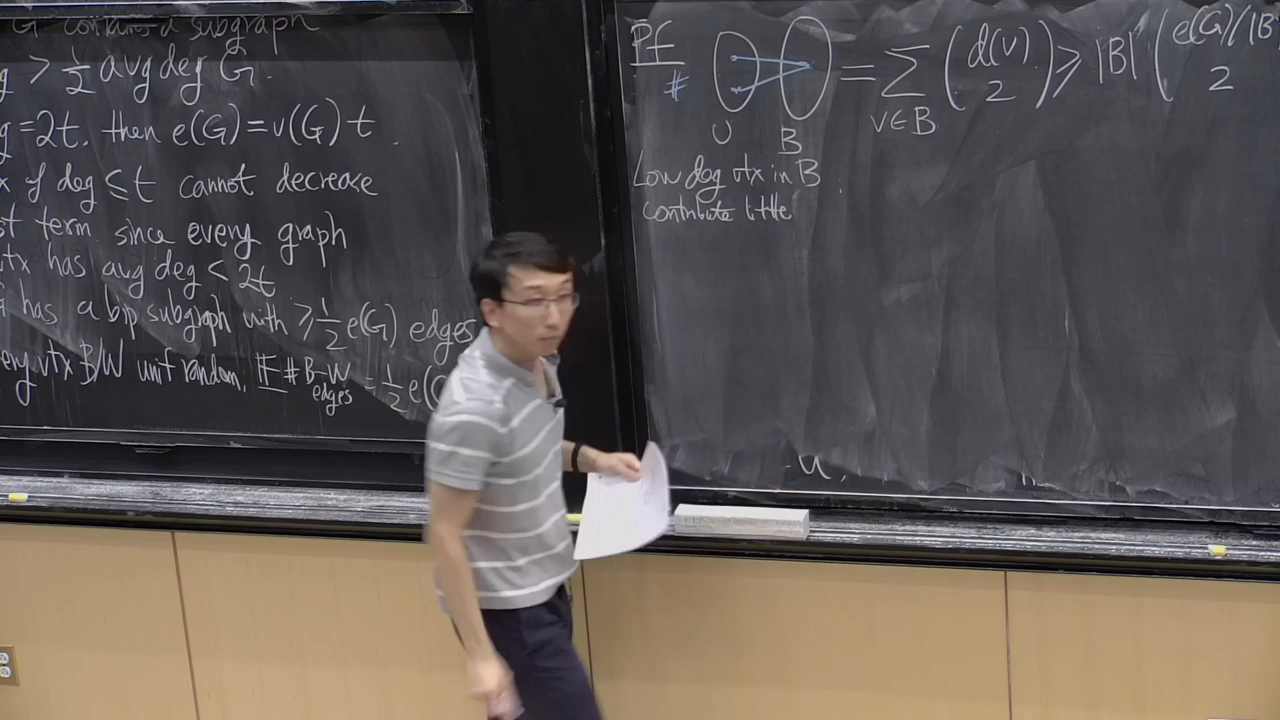 G contains a subgraph
g > 1/2 avg deg G.
g = 2t. then e(G) = v(G) t.
x of deg ≤ t cannot decrease
st term since every graph
vtx has avg deg < 2t
has a bip subgraph with ≥ 1/2 e(G) edges
ery vtx B/W unif random. E # B-W edges = 1/2 e(
Pf
# = ∑_{v∈B} (d(v) choose 2) ≥ |B| (e(G)/|B 2
U B
Low deg vtx in B
contribute little